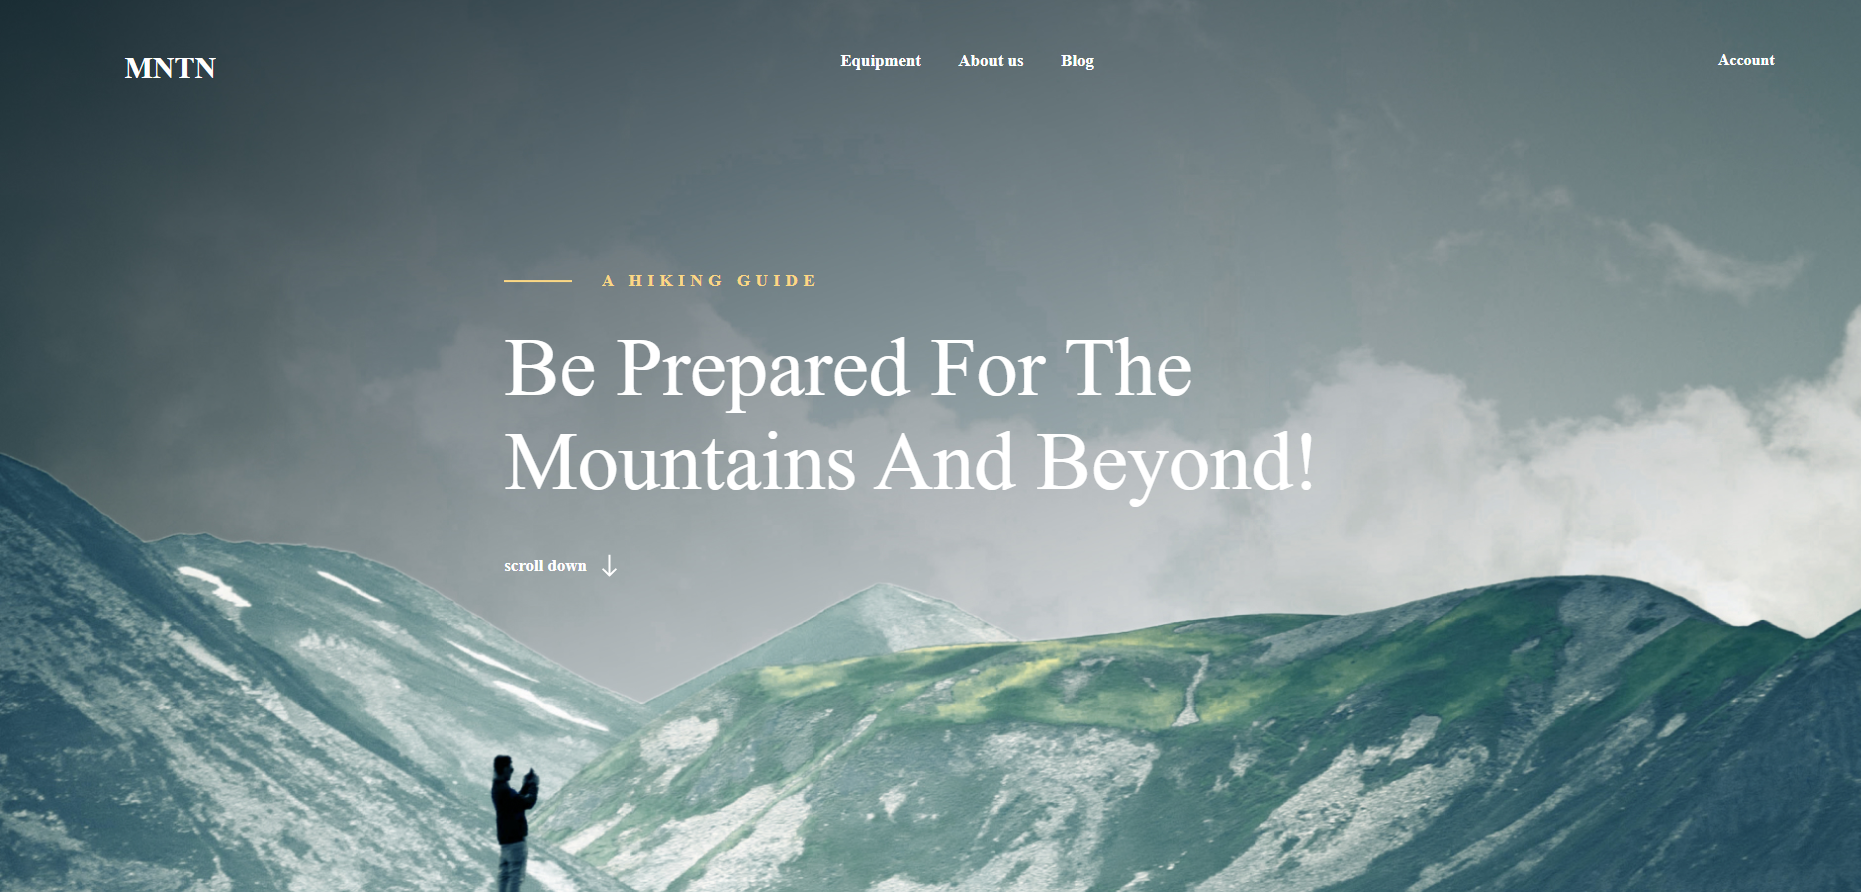 MNTN
Equipment
About us
Blog
Account
A HIKING GUIDE
Be Prepared For The
Mountains And Beyond!
scroll down